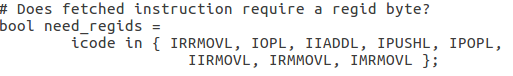 # Does fetched instruction require a regid byte?
bool need_regids =
icode in { IRRMOVL, IOPL, IIADDL, IPUSHL, IPOPL,
IIRMOVL, IRMMOVL, IMRMOVL };